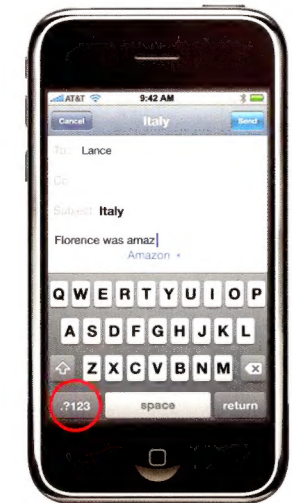 AT&T 9:42 AM
Cancel Italy Send
To: Lance
Cc:
Subject: Italy
Florence was amaz
Amazon ×
Q W E R T Y U I O P
A S D F G H J K L
Z X C V B N M
.?123 space return